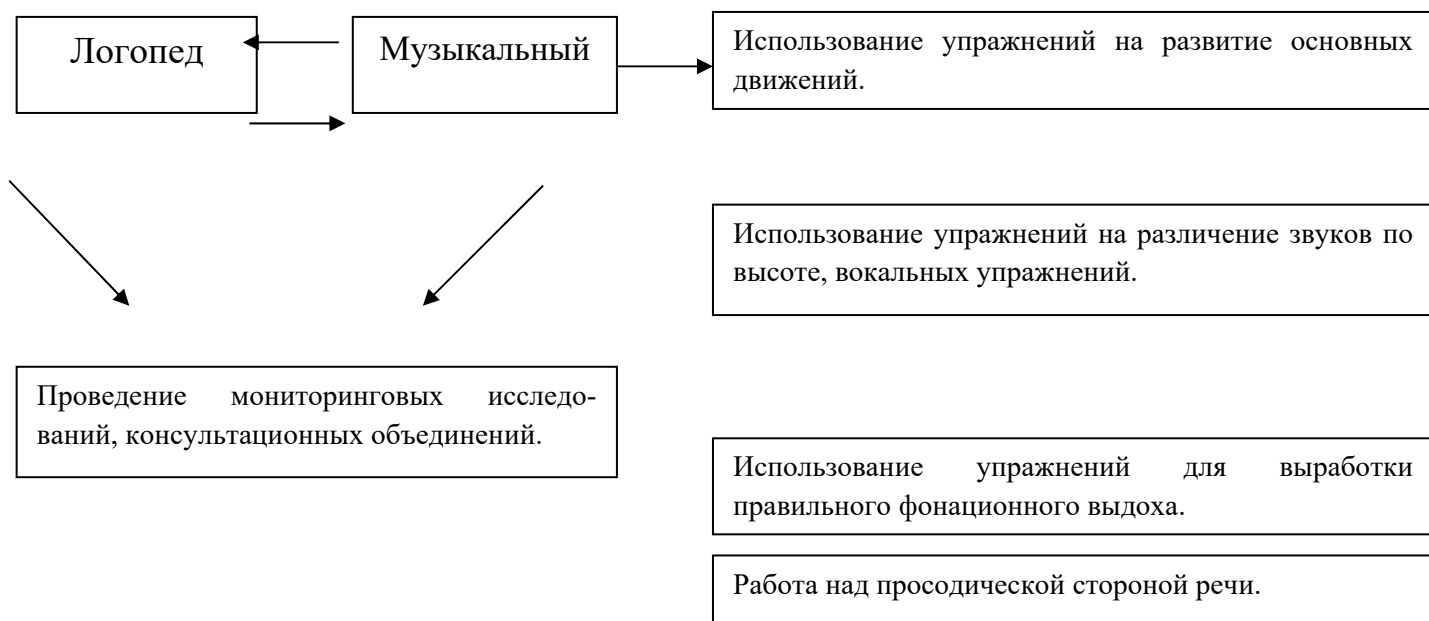 Логопед
Музыкальный
Использование упражнений на развитие основных
движений.
Использование упражнений на различение звуков по
высоте, вокальных упражнений.
Проведение мониторинговых исследо-
ваний, консультационных объединений.
Использование упражнений для выработки
правильного фонационного выдоха.
Работа над просодической стороной речи.